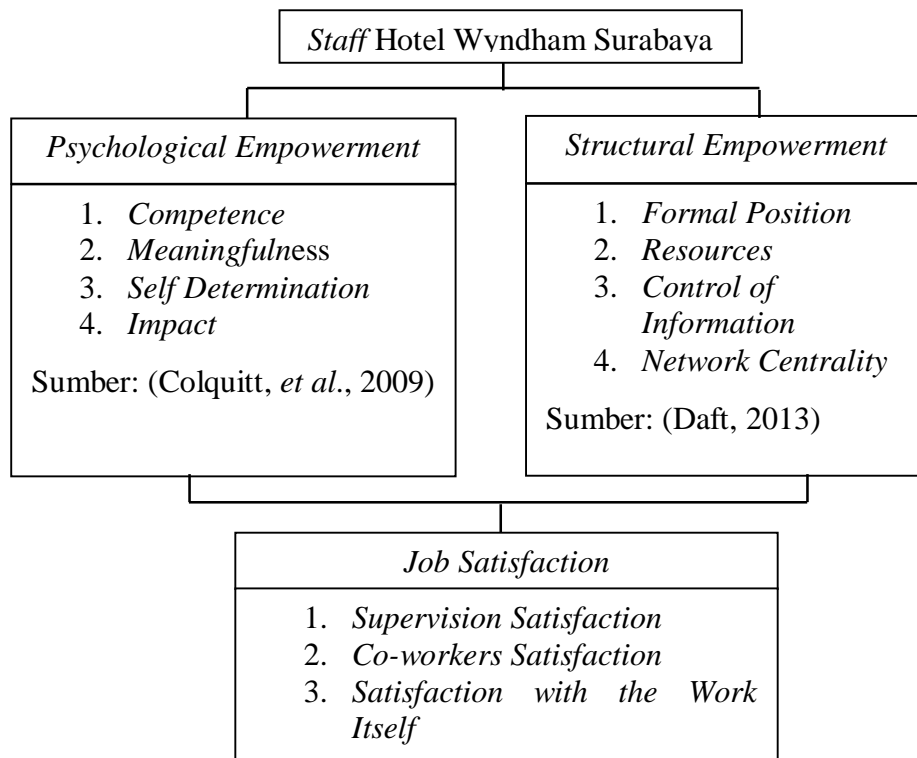 Staff Hotel Wyndham Surabaya
Psychological Empowerment
1. Competence
2. Meaningfulness
3. Self Determination
4. Impact
Sumber: (Colquitt, et al., 2009)
Structural Empowerment
1. Formal Position
2. Resources
3. Control of
Information
4. Network Centrality
Sumber: (Daft, 2013)
Job Satisfaction
1. Supervision Satisfaction
2. Co-workers Satisfaction
3. Satisfaction with the Work
Itself